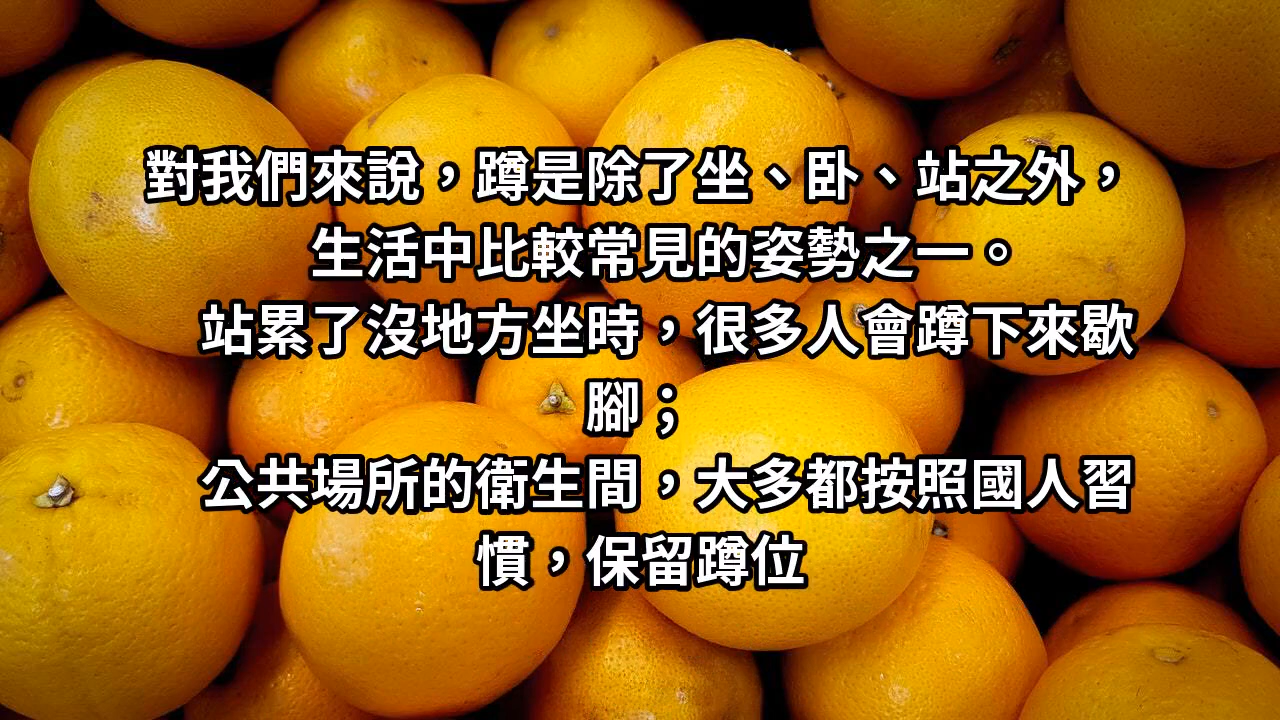 對我們來說，蹲是除了坐、卧、站之外，
生活中比較常見的姿勢之一。
站累了沒地方坐時，很多人會蹲下來歇
腳；
公共場所的衛生間，大多都按照國人習
慣，保留蹲位